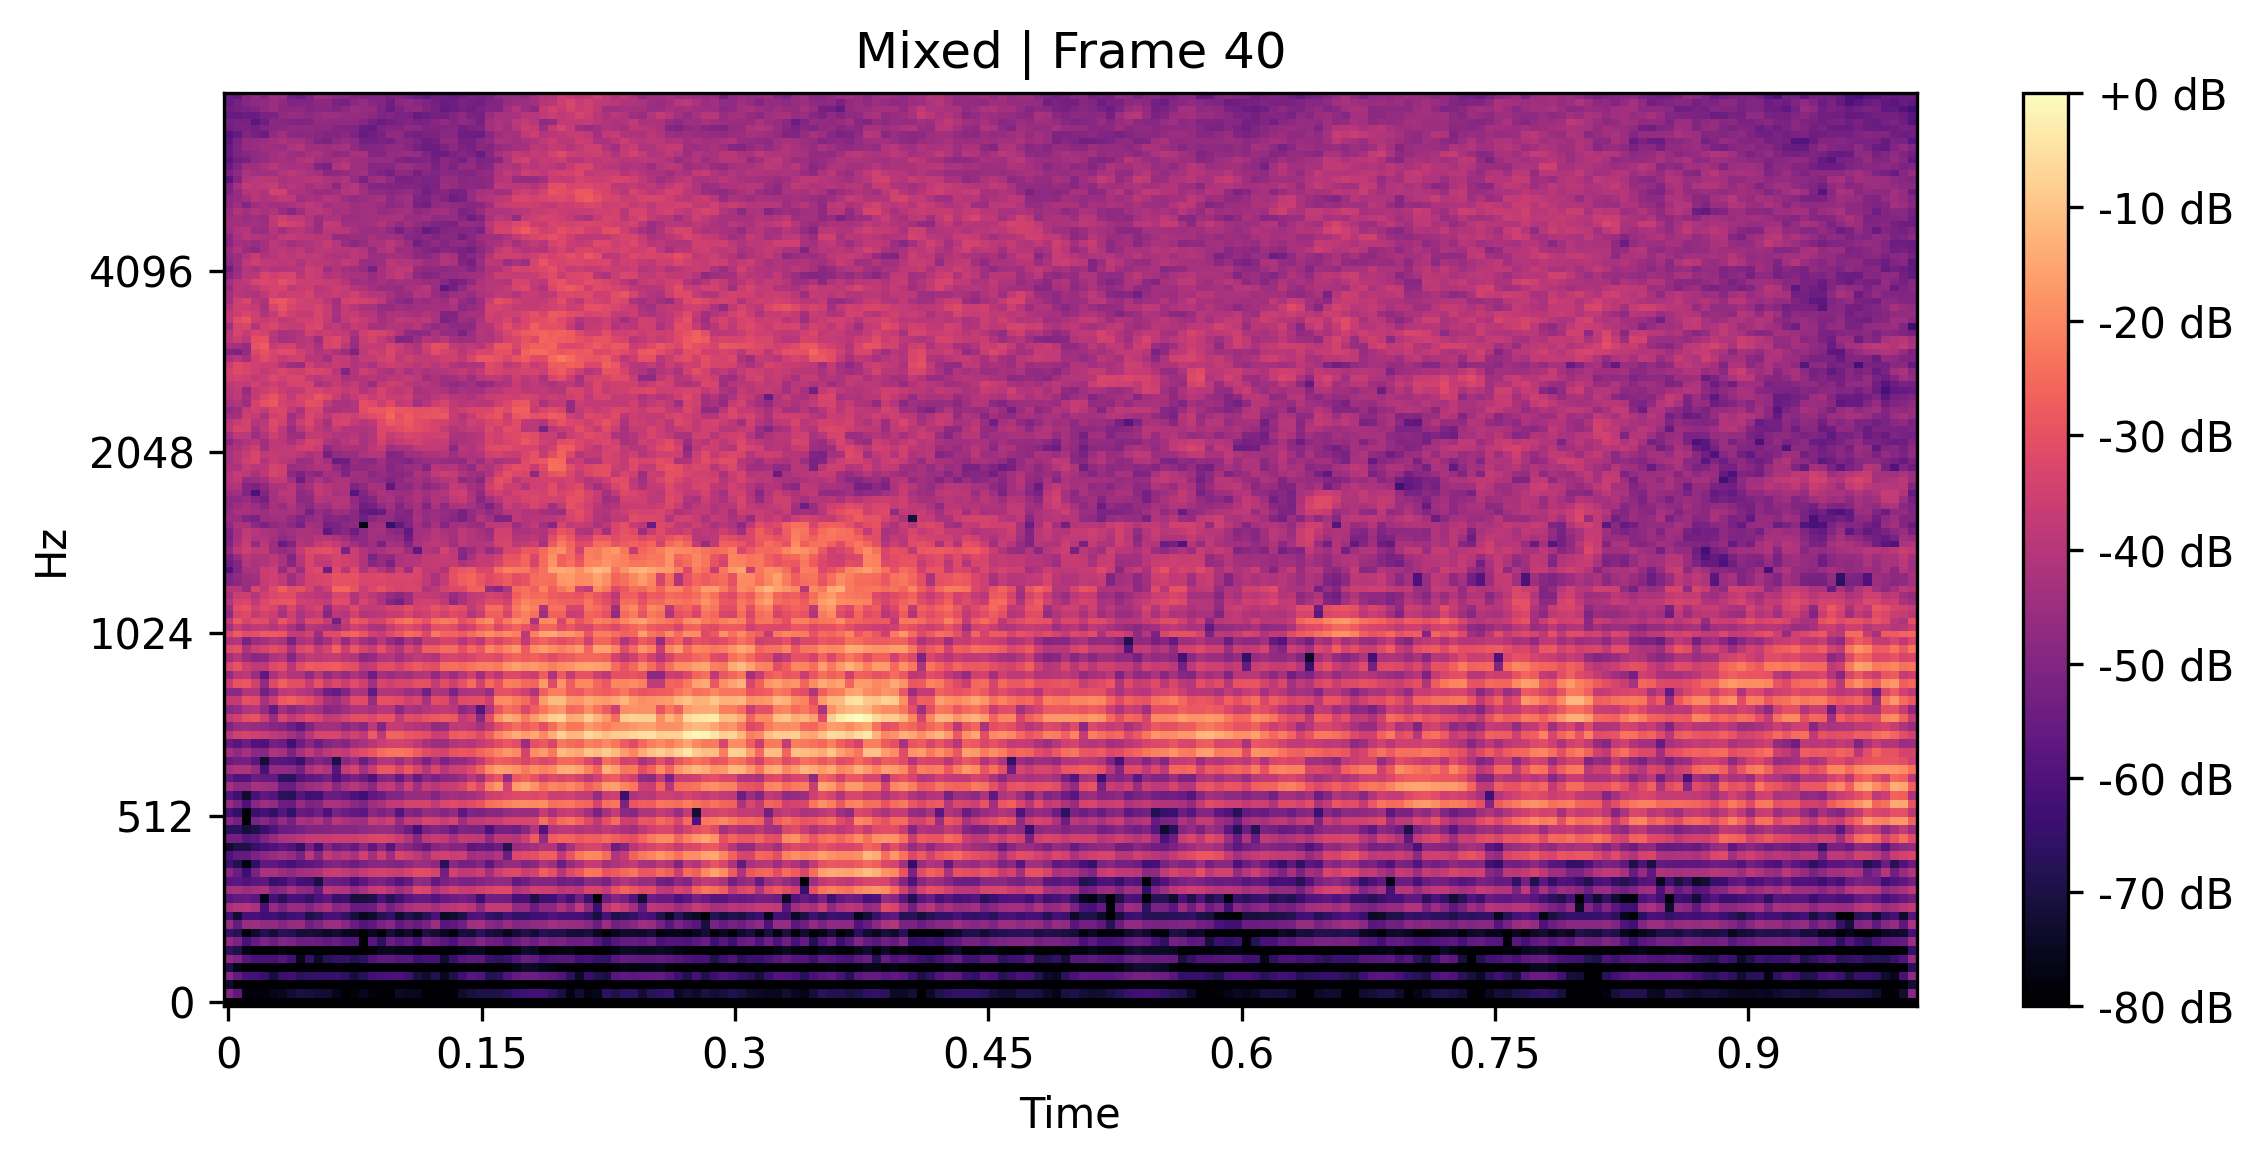 Mixed | Frame 40
+0 dB
-10 dB
-20 dB
-30 dB
-40 dB
-50 dB
-60 dB
-70 dB
-80 dB
4096
2048
1024
512
0
Hz
0 0.15 0.3 0.45 0.6 0.75 0.9
Time